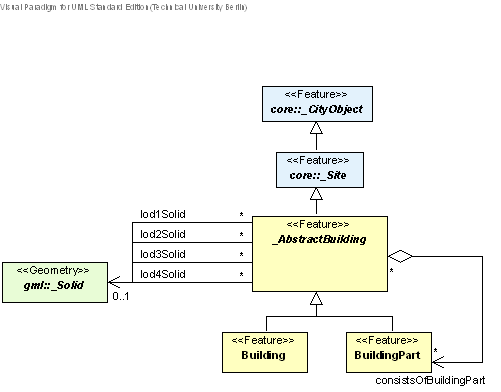 Visual Paradigm for UML Standard Edition(Technical University Berlin)
<<Feature>>
core::_CityObject
<<Feature>>
core::_Site
<<Feature>>
_AbstractBuilding
lod1Solid *
lod2Solid *
lod3Solid *
lod4Solid *
*
<<Geometry>>
gml::_Solid
0..1
<<Feature>>
Building
<<Feature>>
BuildingPart
*
consistsOfBuildingPart